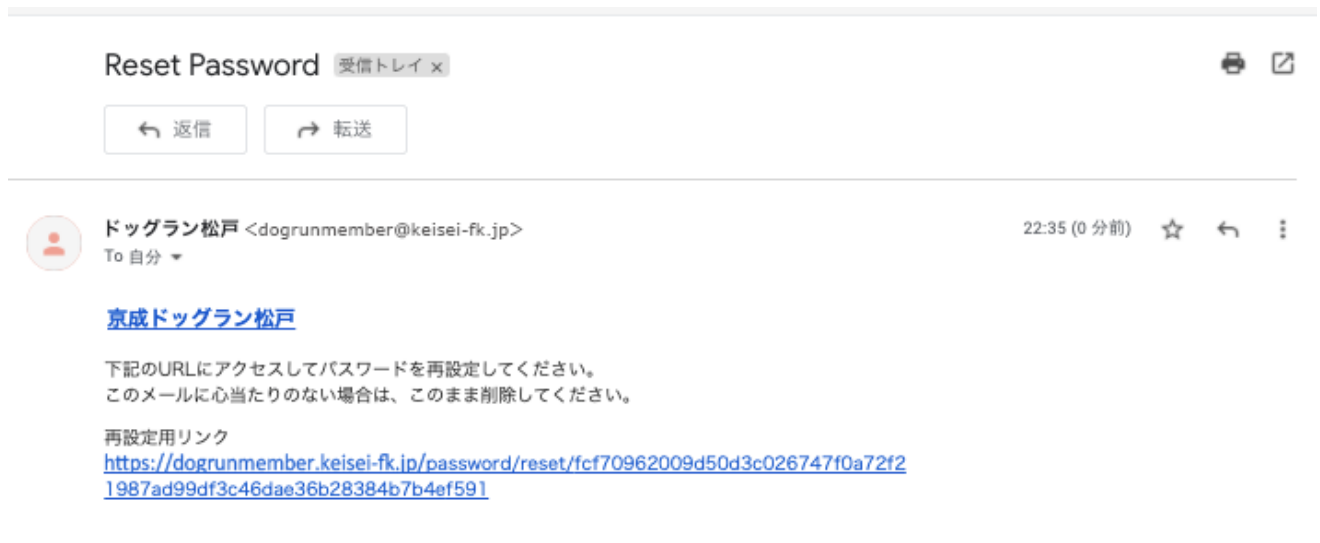 Reset Password 受信トレイ ×
返信 転送
ドッグラン松戸 <dogrunmember@keisei-fk.jp> 22:35 (0 分前)
To 自分
京成ドッグラン松戸
下記のURLにアクセスしてパスワードを再設定してください。
このメールに心当たりのない場合は、このまま削除してください。
再設定用リンク
https://dogrunmember.keisei-fk.jp/password/reset/fcf70962009d50d3c026747f0a72f2
1987ad99df3c46dae36b28384b7b4ef591